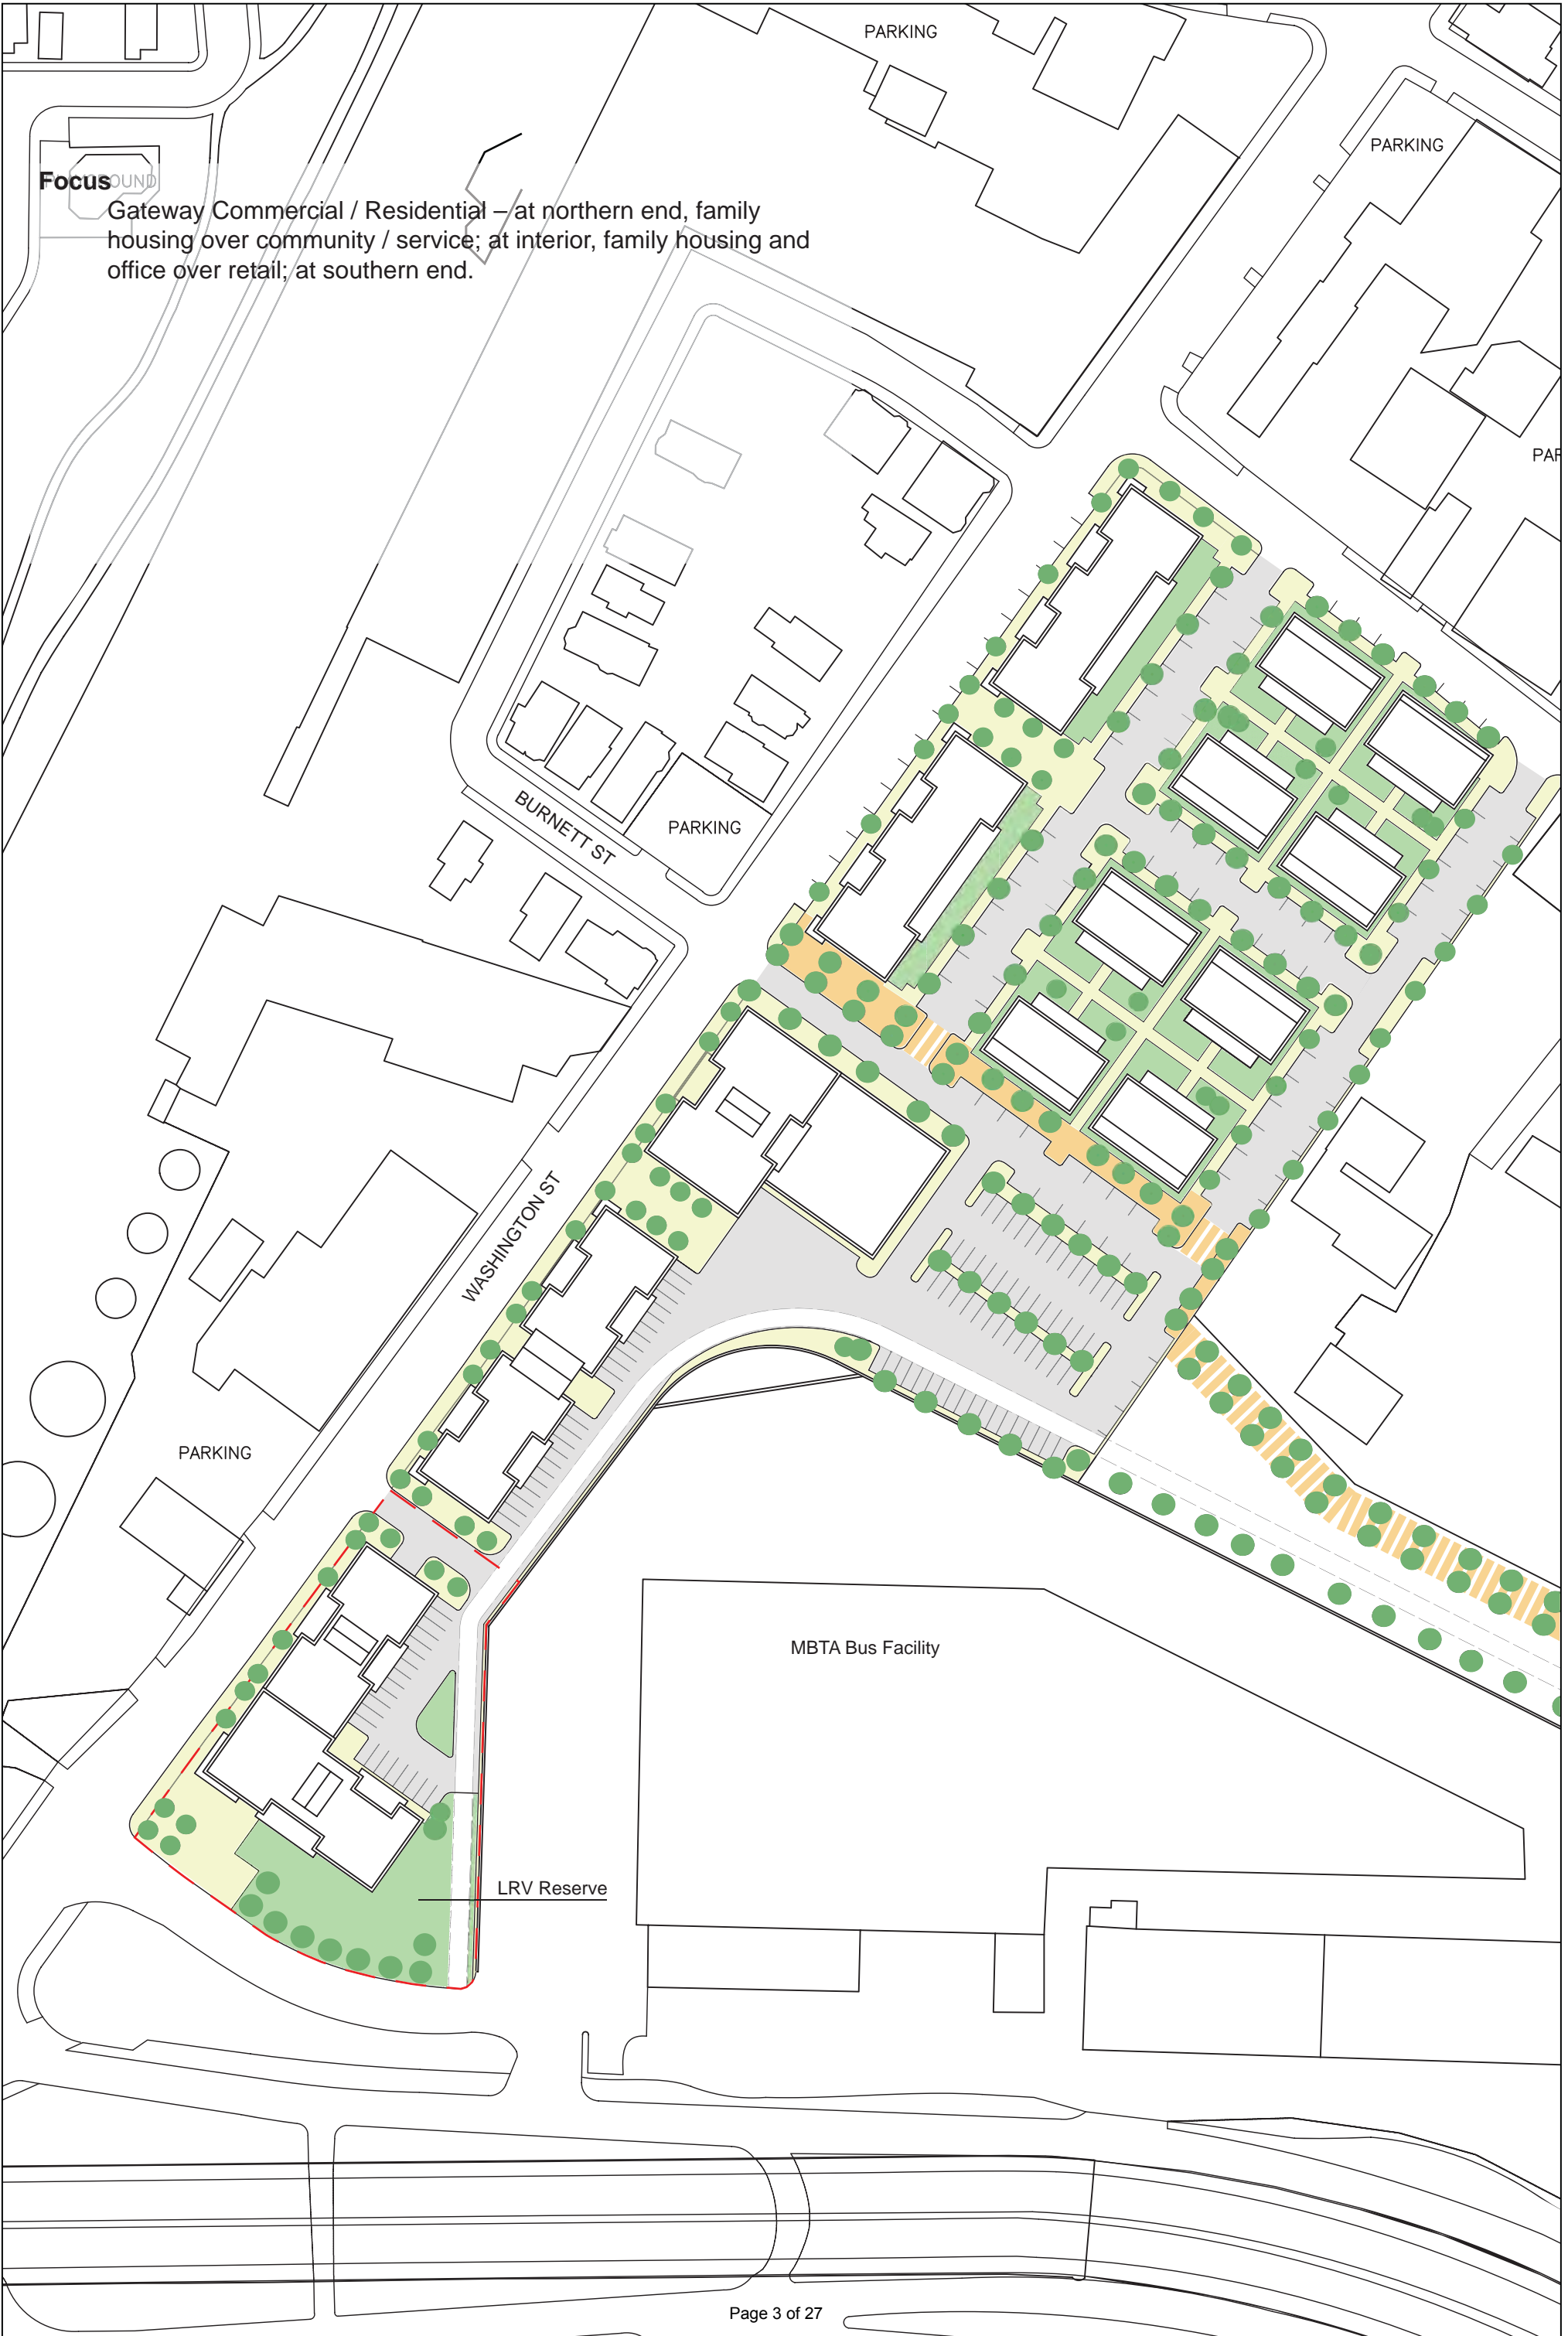 PARKING
PARKING
Focus
Gateway Commercial / Residential – at northern end, family
housing over community / service; at interior, family housing and
office over retail; at southern end.
BURNETT ST
PARKING
WASHINGTON ST
PARKING
MBTA Bus Facility
LRV Reserve
Page 3 of 27